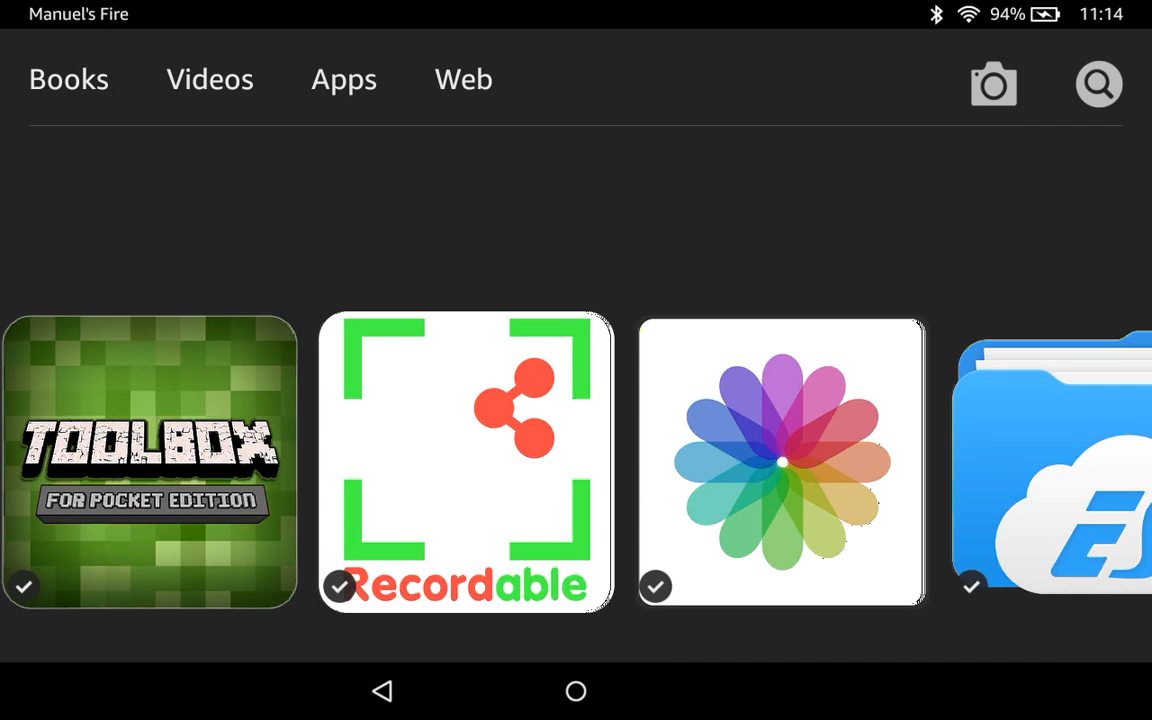 Manuel's Fire 94% 11:14
Books Videos Apps Web
TOOLBOX
FOR POCKET EDITION
Recordable